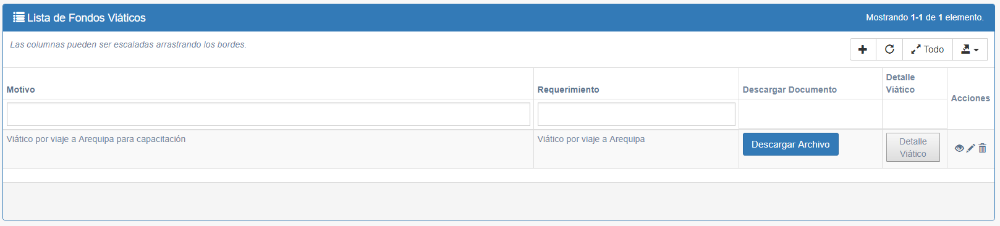 Lista de Fondos Viáticos
Mostrando 1-1 de 1 elemento.
Las columnas pueden ser escaladas arrastrando los bordes.
Todo
Motivo
Requerimiento
Descargar Documento
Detalle
Viático
Acciones
Viático por viaje a Arequipa para capacitación
Viático por viaje a Arequipa
Descargar Archivo
Detalle
Viático